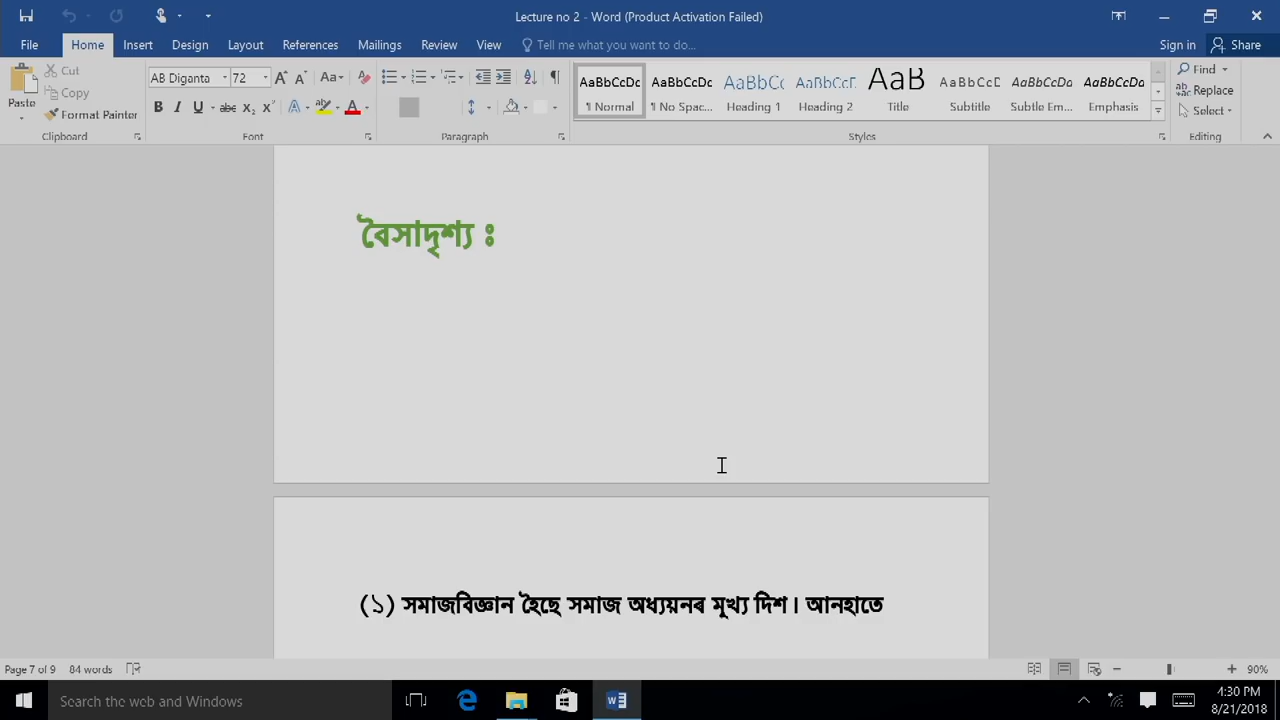 Lecture no 2 - Word (Product Activation Failed)
File Home Insert Design Layout References Mailings Review View Tell me what you want to do... Sign in Share
Paste
Cut
Copy
Format Painter
Clipboard
AB Diganta 72
Font
Paragraph
AaBbCcDc AaBbCcDc AaBbCc AaBbCcE AaB AaBbCcD AaBbCcDa AaBbCcDa
¶ Normal ¶ No Spac... Heading 1 Heading 2 Title Subtitle Subtle Em... Emphasis
Styles
Find
Replace
Select
Editing
বৈসাদৃশ্য ঃ
(১) সমাজবিজ্ঞান হৈছে সমাজ অধ্যয়নৰ মুখ্য দিশ। আনহাতে
Page 7 of 9 84 words 90%
Search the web and Windows
4:30 PM
8/21/2018